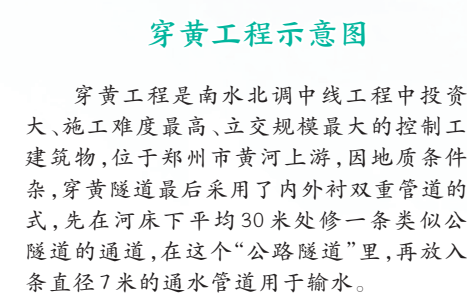 穿黄工程示意图
穿黄工程是南水北调中线工程中投资
大、施工难度最高、立交规模最大的控制工
建筑物，位于郑州市黄河上游，因地质条件
杂，穿黄隧道最后采用了内外衬双重管道的
式，先在河床下平均30米处修一条类似公
隧道的通道，在这个“公路隧道”里，再放入
条直径7米的通水管道用于输水。